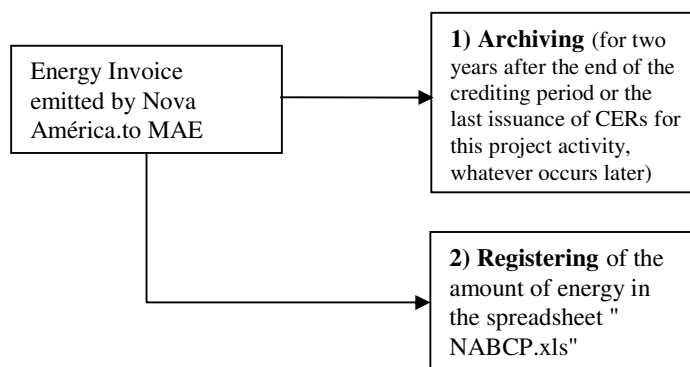 Energy Invoice
emitted by Nova
América.to MAE
1) Archiving (for two
years after the end of the
crediting period or the
last issuance of CERs for
this project activity,
whatever occurs later)
2) Registering of the
amount of energy in
the spreadsheet "
NABCP.xls"